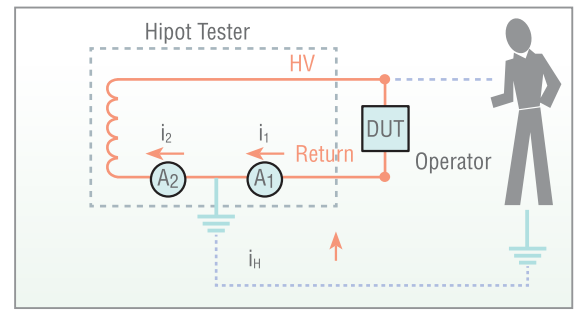 Hipot Tester
HV
i2
i1
Return
DUT
Operator
A2
A1
iH